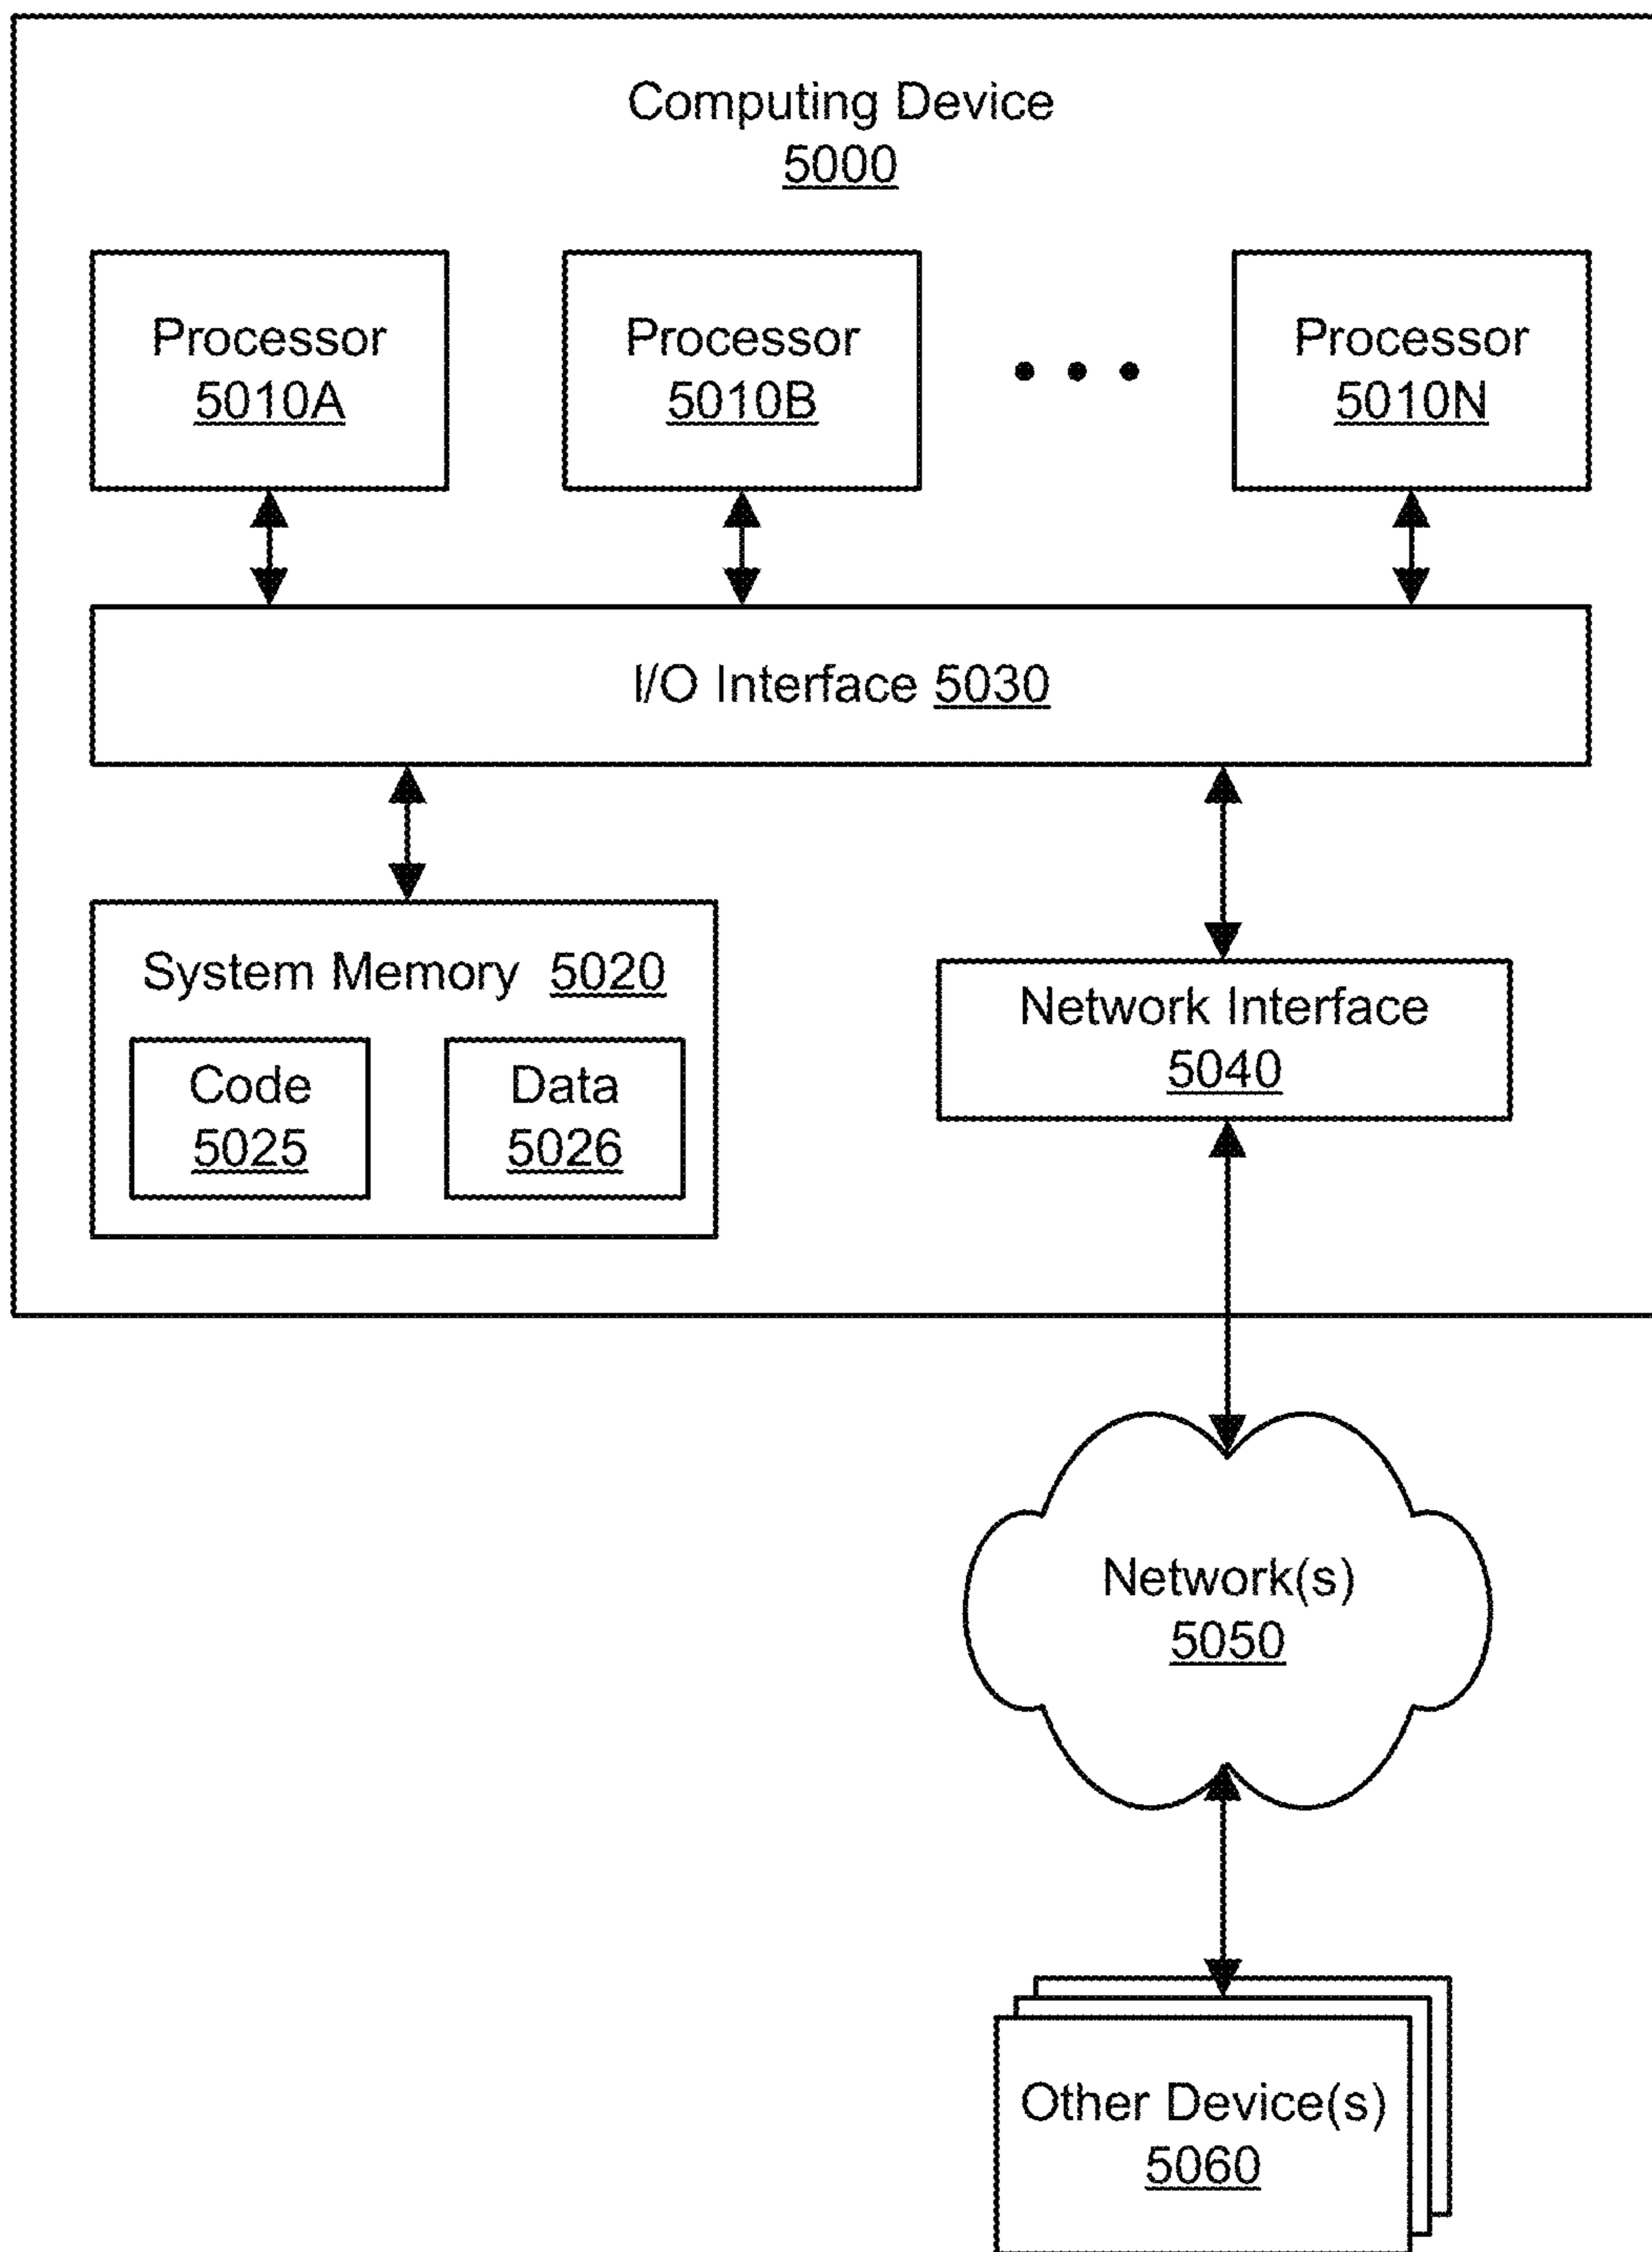 Computing Device
5000
Processor
5010A
Processor
5010B
• • •
Processor
5010N
I/O Interface 5030
System Memory 5020
Code
5025
Data
5026
Network Interface
5040
Network(s)
5050
Other Device(s)
5060